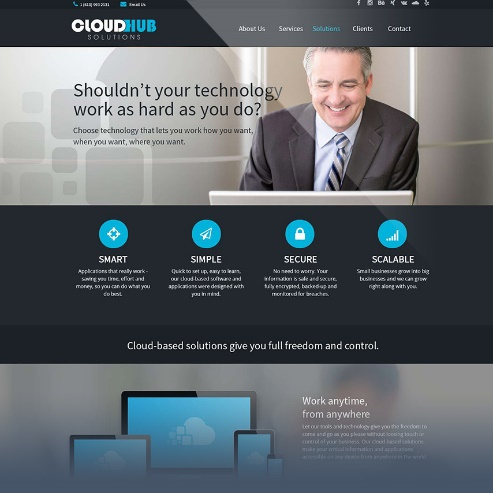 1 (610) 993 2131 Email Us
CLOUDHUB
SOLUTIONS
About Us Services Solutions Clients Contact
Shouldn't your technology
work as hard as you do?
Choose technology that lets you work how you want,
when you want, where you want.
SMART
Applications that really work -
saving you time, effort and
money, so you can do what you
do best.
SIMPLE
Quick to set up, easy to learn,
our cloud-based software and
applications were designed with
you in mind.
SECURE
No need to worry. Your
information is safe and secure,
fully encrypted, backed-up and
monitored for breaches.
SCALABLE
Small businesses grow into big
businesses and we can grow
right along with you.
Cloud-based solutions give you full freedom and control.
Work anytime,
from anywhere
Let our tools and technology give you the freedom to
come and go as you please without losing touch or
control of your business. Our cloud based solutions
make your critical information and applications